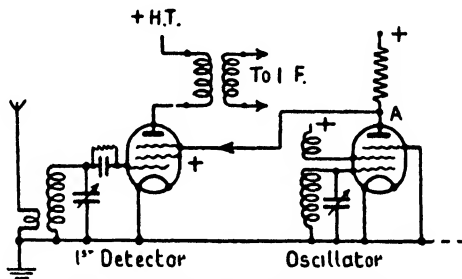 + H.T.
+
To I F.
A
+
+
1ST Detector
Oscillator